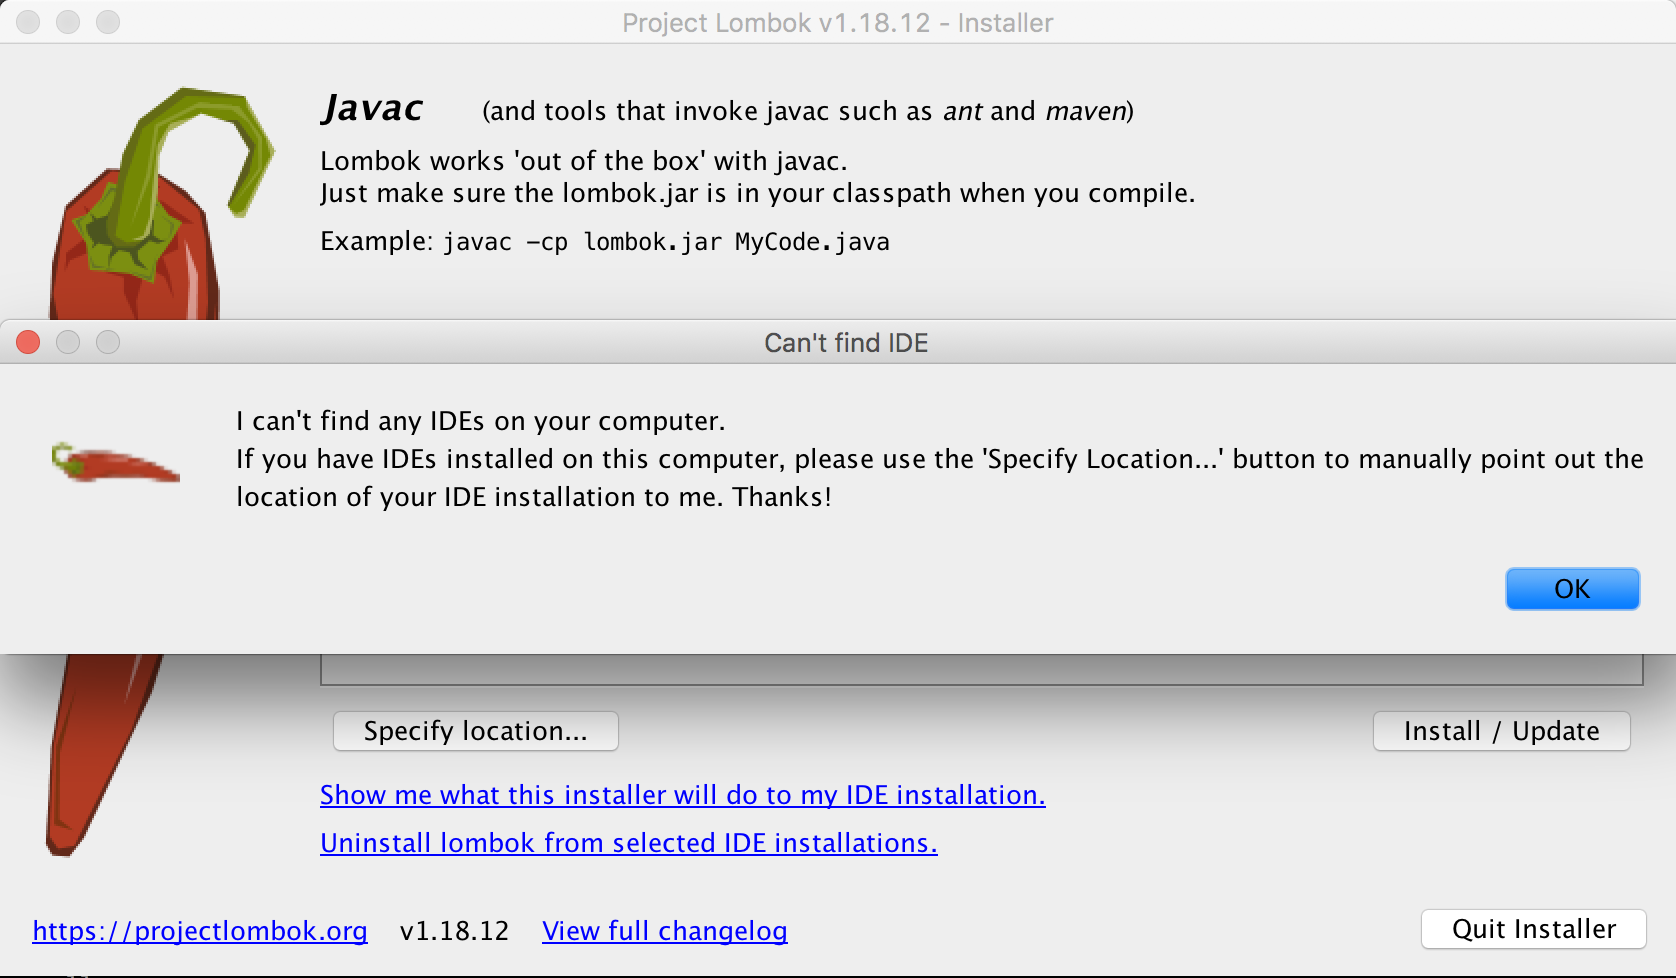 Project Lombok v1.18.12 - Installer
Javac (and tools that invoke javac such as ant and maven)
Lombok works 'out of the box' with javac.
Just make sure the lombok.jar is in your classpath when you compile.
Example: javac -cp lombok.jar MyCode.java
Can't find IDE
I can't find any IDEs on your computer.
If you have IDEs installed on this computer, please use the 'Specify Location...' button to manually point out the
location of your IDE installation to me. Thanks!
OK
Specify location... Install / Update
Show me what this installer will do to my IDE installation.
Uninstall lombok from selected IDE installations.
https://projectlombok.org v1.18.12 View full changelog Quit Installer